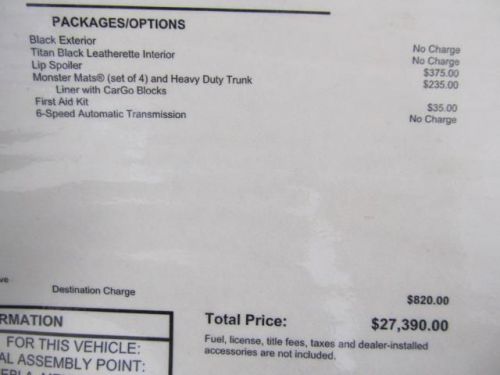 PACKAGES/OPTIONS
Black Exterior No Charge
Titan Black Leatherette Interior No Charge
Lip Spoiler $375.00
Monster Mats® (set of 4) and Heavy Duty Trunk $235.00
Liner with CarGo Blocks
First Aid Kit $35.00
6-Speed Automatic Transmission No Charge
ve
Destination Charge $820.00
RMATION
Total Price: $27,390.00
FOR THIS VEHICLE:
Fuel, license, title fees, taxes and dealer-installed
AL ASSEMBLY POINT:
accessories are not included.